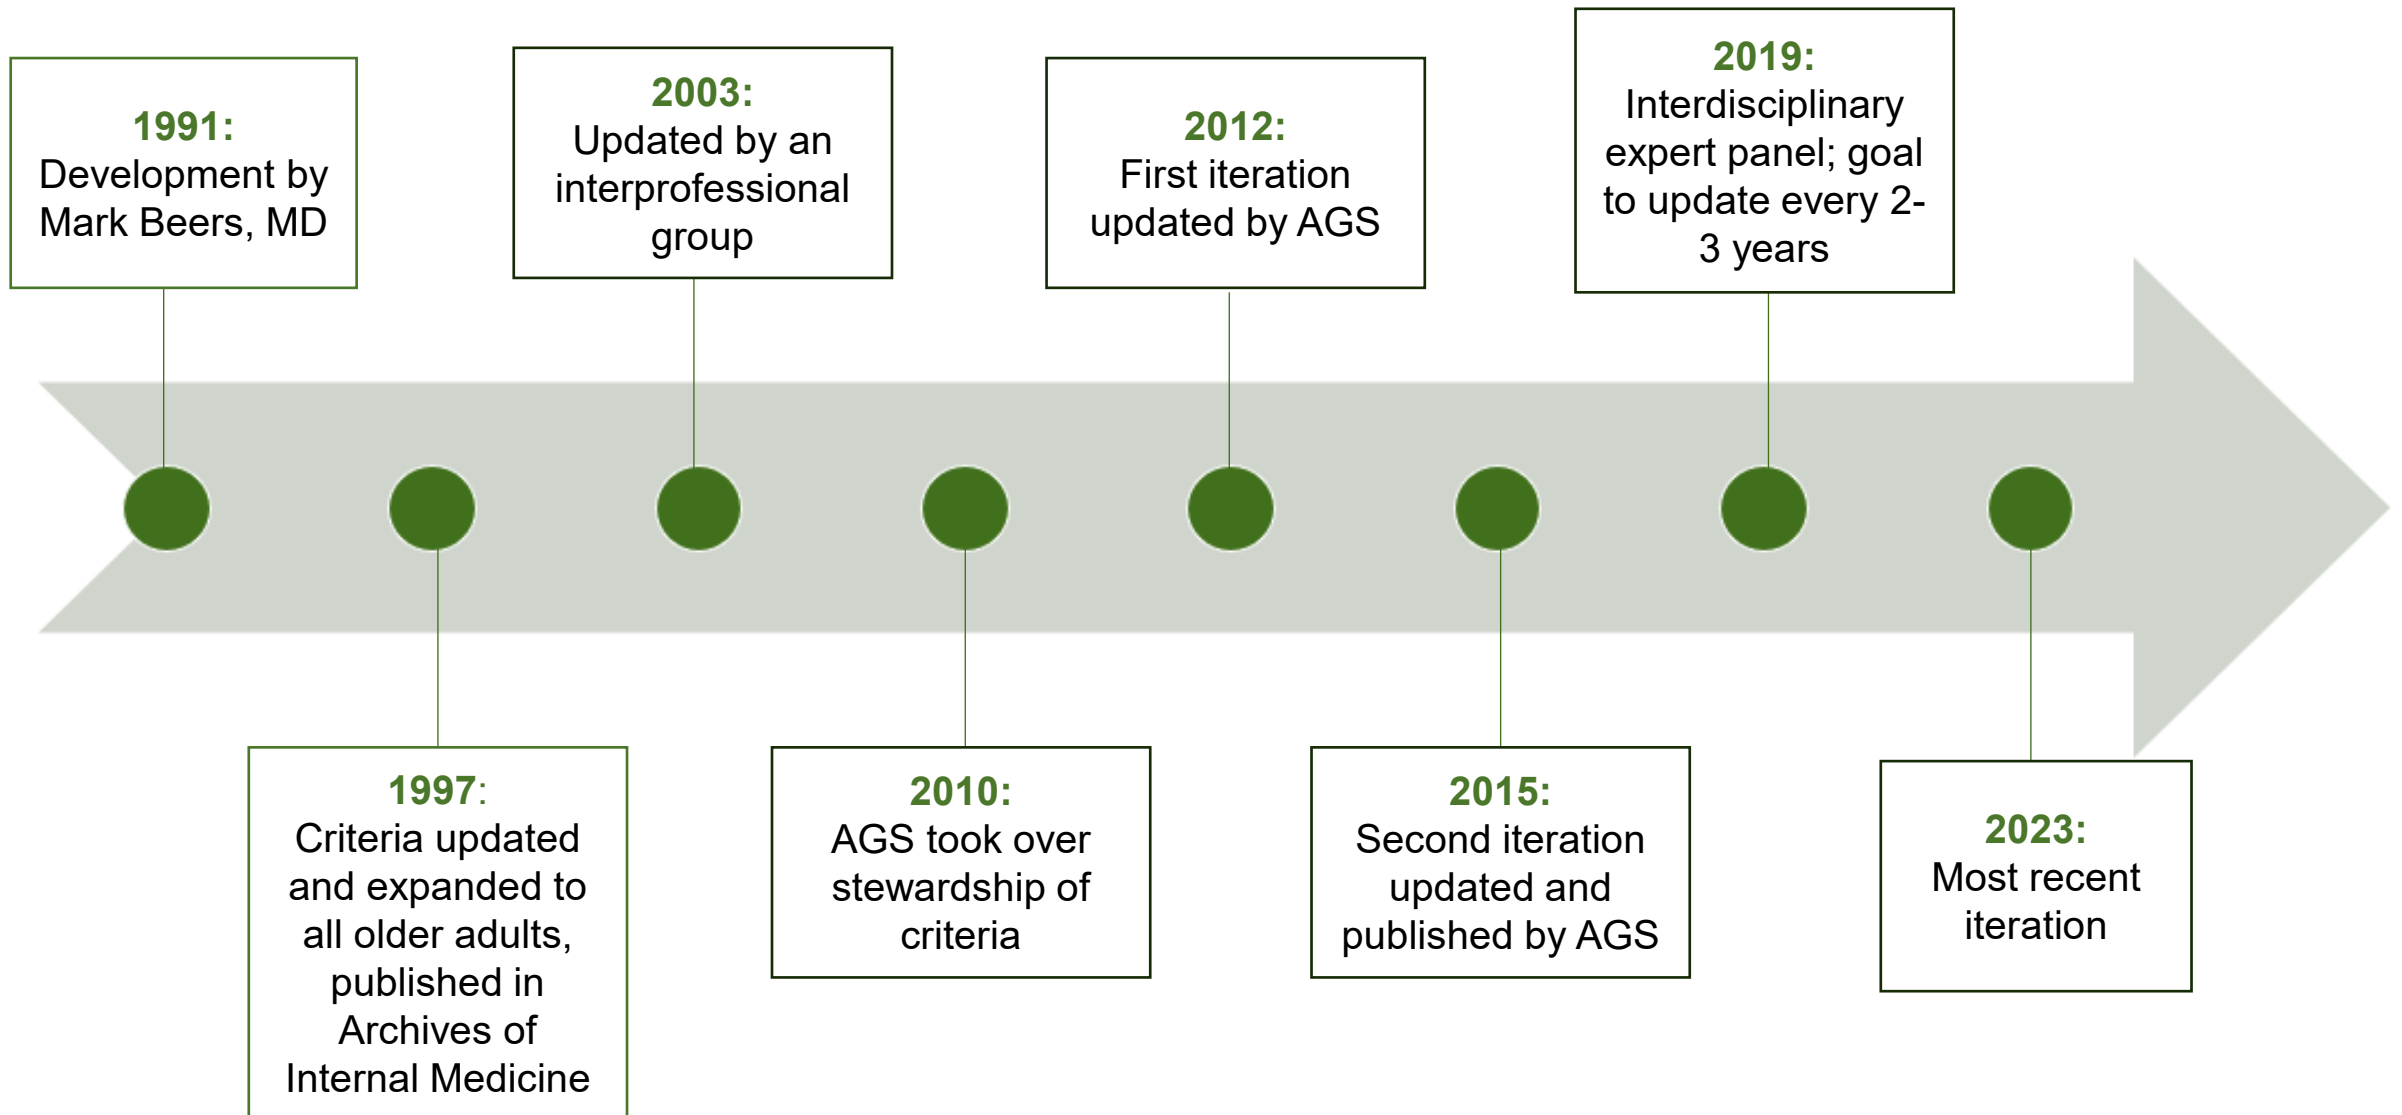 1991:
Development by
Mark Beers, MD
1997:
Criteria updated
and expanded to
all older adults,
published in
Archives of
Internal Medicine
2003:
Updated by an
interprofessional
group
2010:
AGS took over
stewardship of
criteria
2012:
First iteration
updated by AGS
2015:
Second iteration
updated and
published by AGS
2019:
Interdisciplinary
expert panel; goal
to update every 2-
3 years
2023:
Most recent
iteration